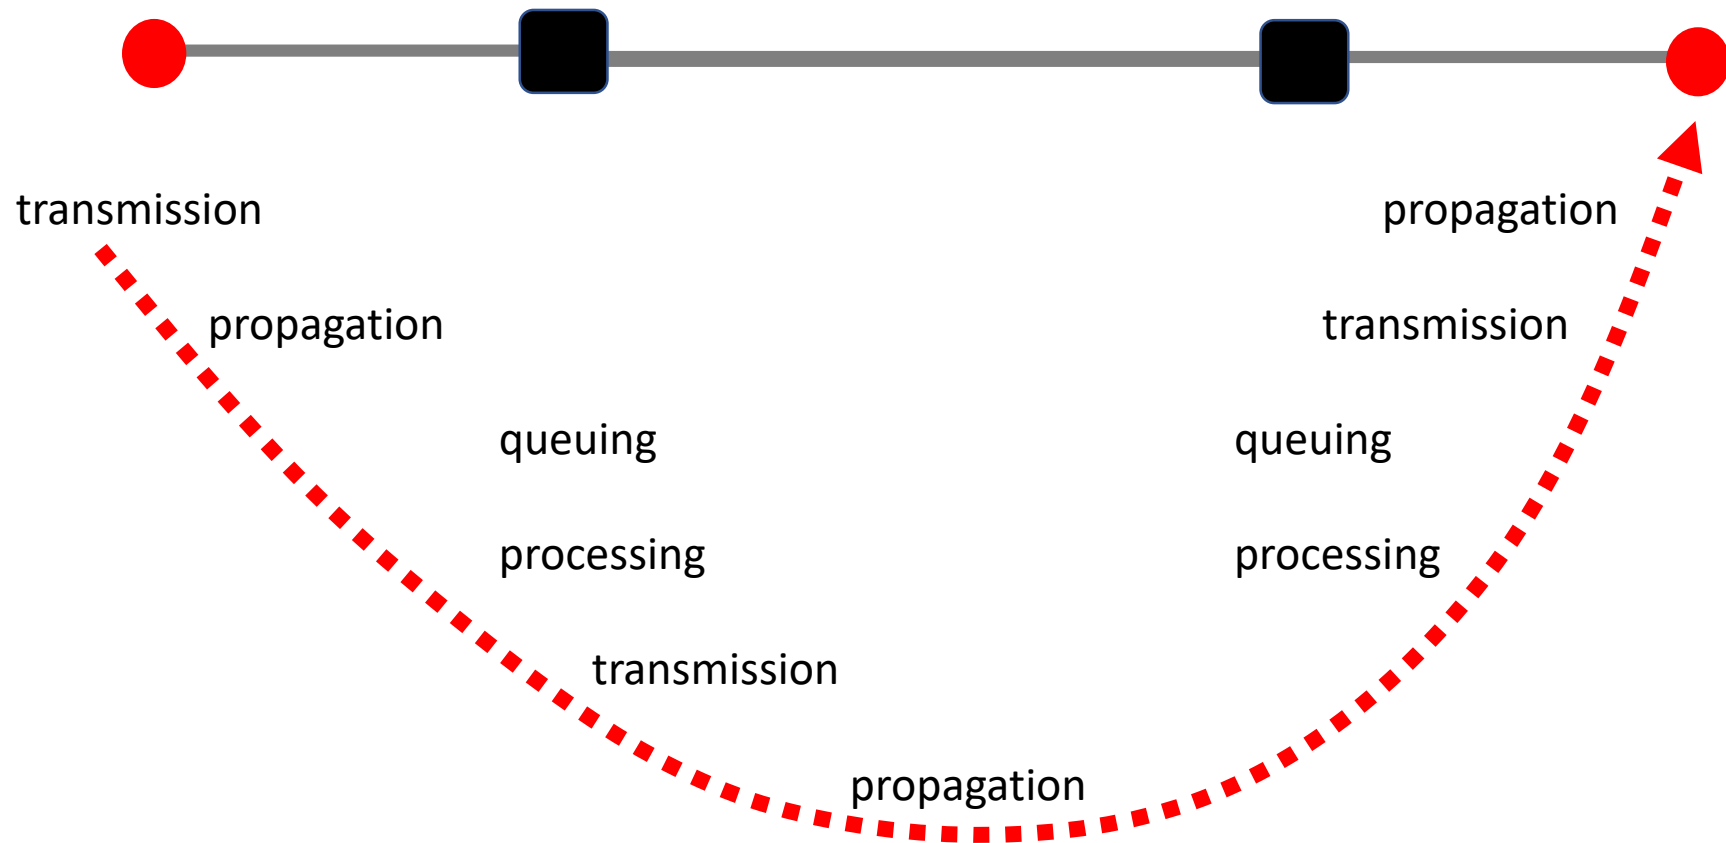 transmission
propagation
queuing
processing
transmission
propagation
processing
queuing
transmission
propagation